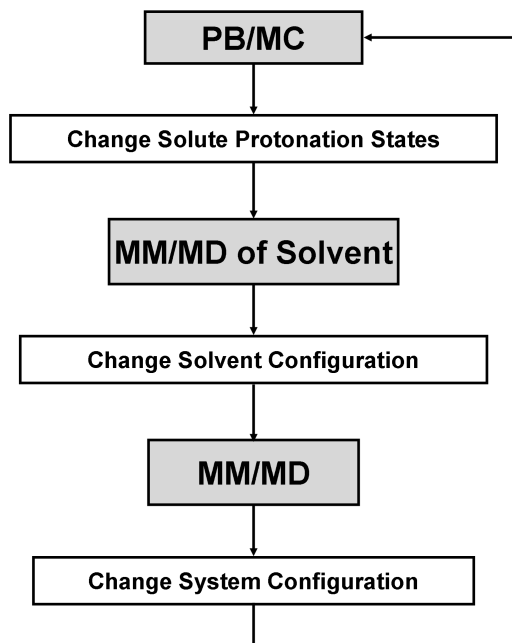 PB/MC
Change Solute Protonation States
MM/MD of Solvent
Change Solvent Configuration
MM/MD
Change System Configuration